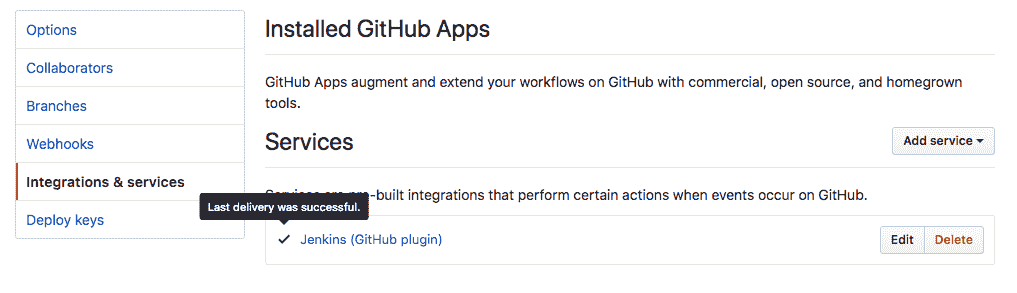 Options
Collaborators
Branches
Webhooks
Integrations & services
Deploy keys
Installed GitHub Apps
GitHub Apps augment and extend your workflows on GitHub with commercial, open source, and homegrown
tools.
Services
Add service
-built integrations that perform certain actions when events occur on GitHub.
Last delivery was successful.
Jenkins (GitHub plugin)
Edit
Delete